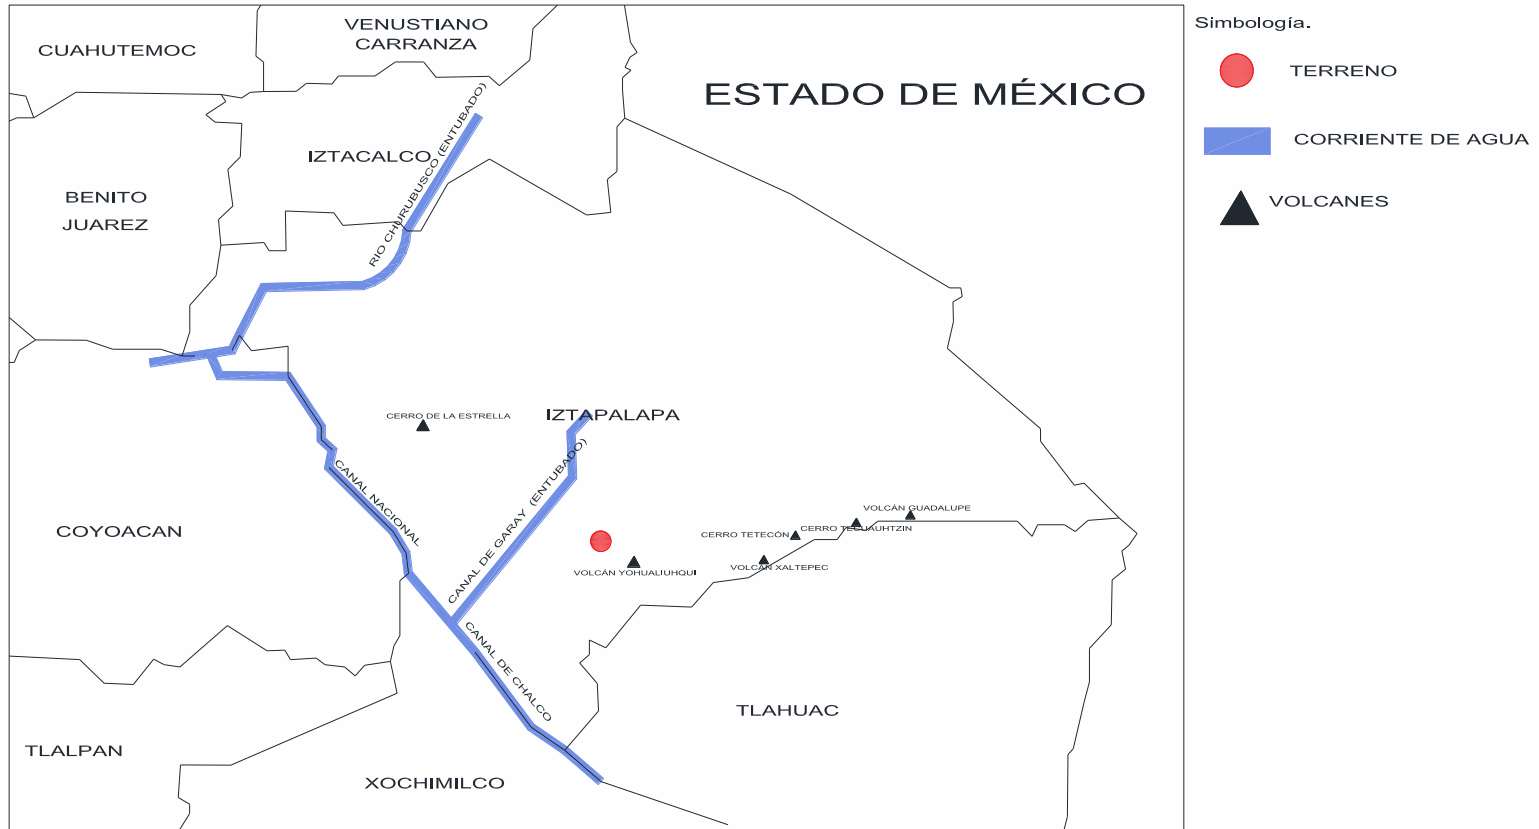 CUAHUTEMOC
VENUSTIANO
CARRANZA
ESTADO DE MÉXICO
Simbología.
TERRENO
CORRIENTE DE AGUA
VOLCANES
IZTACALCO
RIO CHURUBUSCO (ENTUBADO)
BENITO
JUAREZ
CERRO DE LA ESTRELLA
IZTAPALAPA
CANAL NACIONAL
CANAL DE GARAY (ENTUBADO)
COYOACAN
VOLCÁN GUADALUPE
CERRO TECUAUHTZIN
CERRO TETECÓN
VOLCÁN YOHUALIUHQUI
VOLCÁN XALTEPEC
CANAL DE CHALCO
TLAHUAC
TLALPAN
XOCHIMILCO